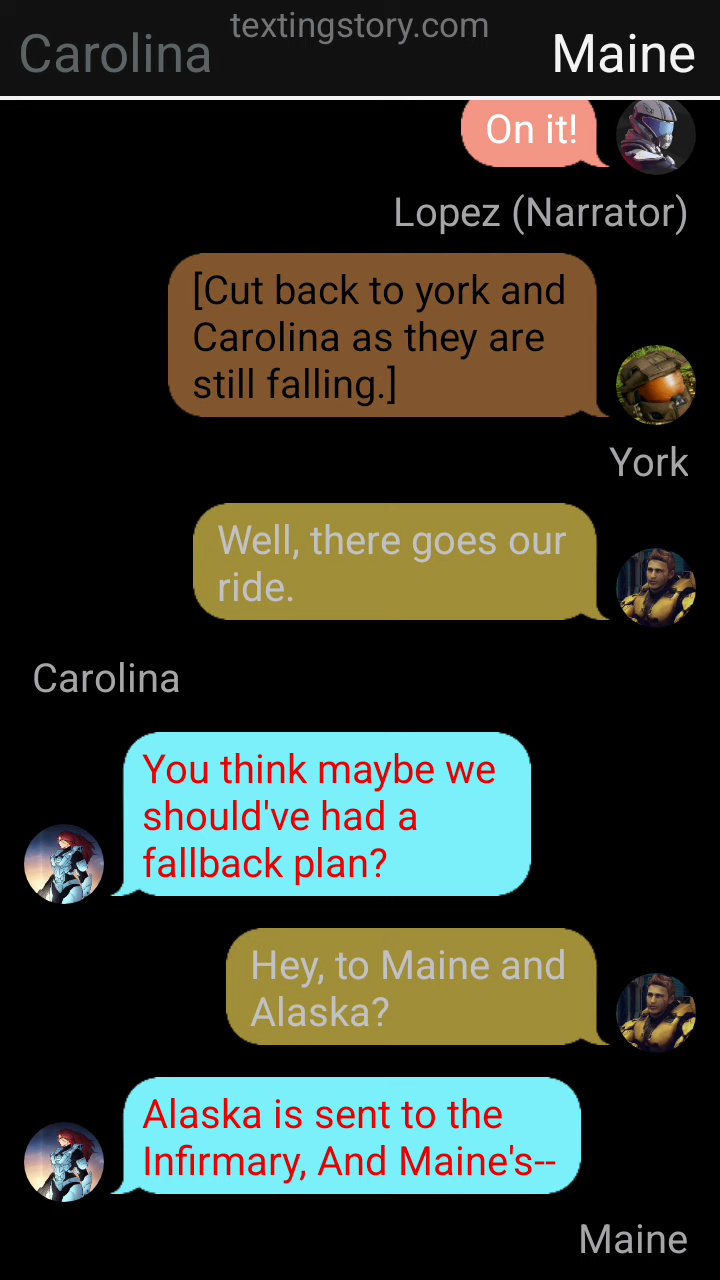 textingstory.com
Carolina
Maine
On it!
Lopez (Narrator)
[Cut back to york and
Carolina as they are
still falling.]
York
Well, there goes our
ride.
Carolina
You think maybe we
should've had a
fallback plan?
Hey, to Maine and
Alaska?
Alaska is sent to the
Infirmary, And Maine's--
Maine